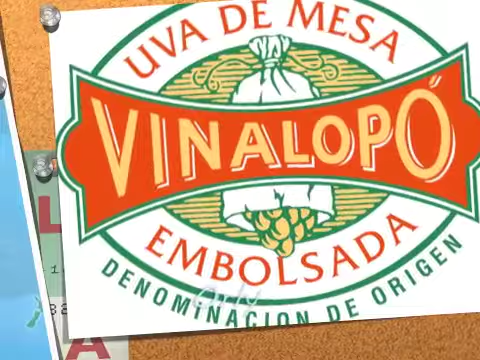 UVA DE MESA
VINALOPÓ
EMBOLSADA
DENOMINACION DE ORIGEN